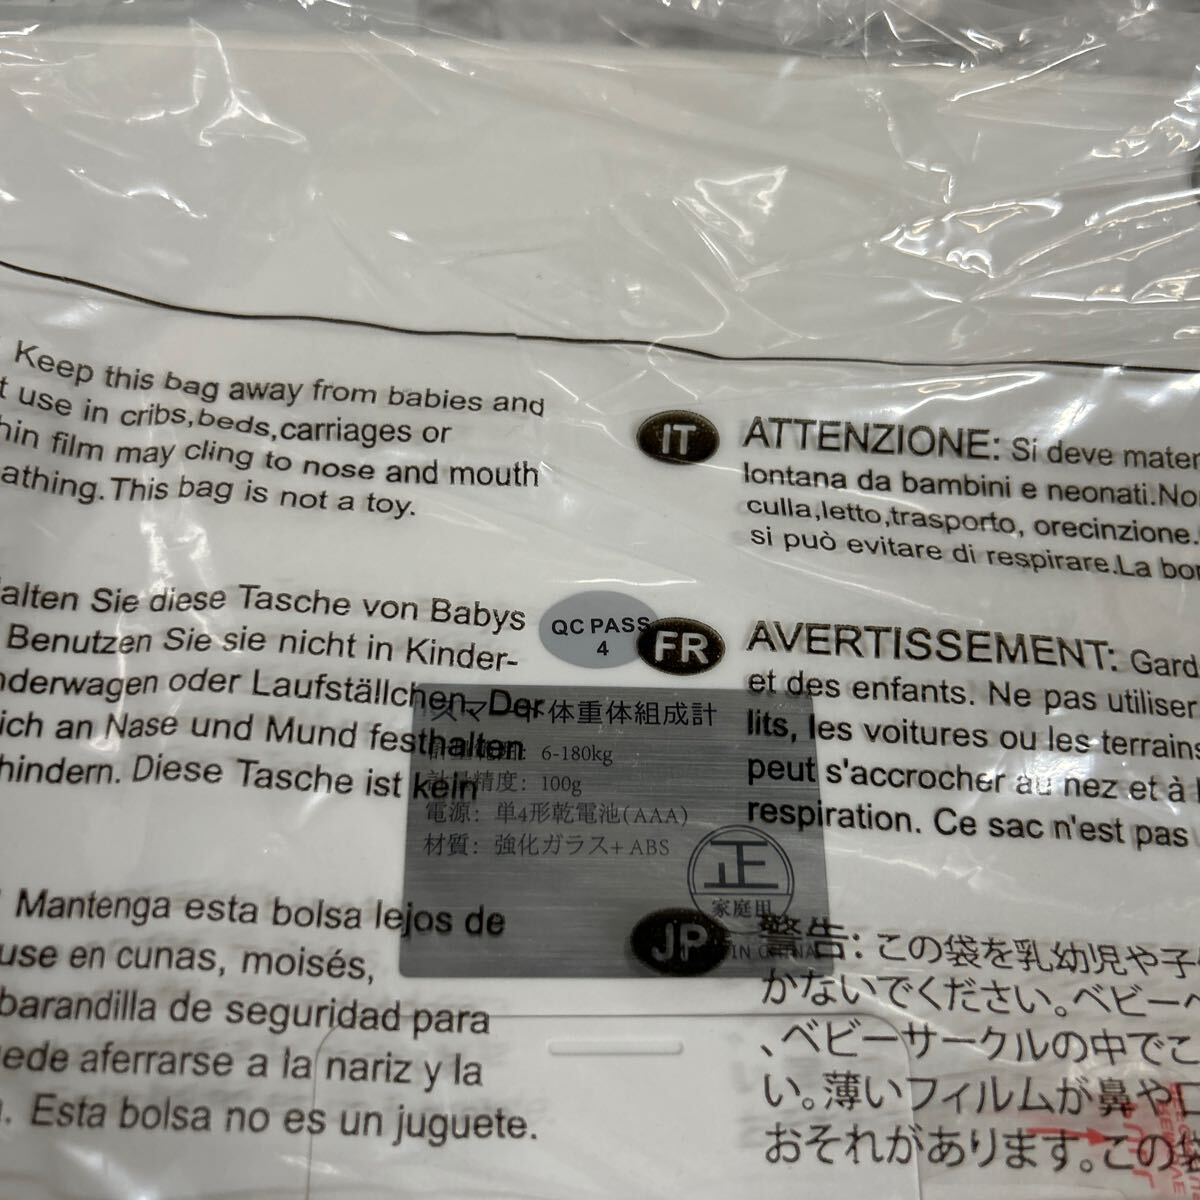 Keep this bag away from babies and
use in cribs,beds,carriages or
film may cling to nose and mouth
This bag is not a toy.
Sie diese Tasche von Babys
Benutzen Sie sie nicht in Kinder-
oder Laufställchen. Der
an Nase und Mund festhalten
hindern. Diese Tasche ist kein
Mantenga esta bolsa lejos de
use en cunas, moisés,
barandilla de seguridad para
aferrarse a la nariz y la
Esta bolsa no es un juguete.
QC PASS
4
体重体組成計
6-180kg
計量精度: 100g
電源: 単4形乾電池(AAA)
材質: 強化ガラス+ABS
正
家庭用
IN CHINA
IT
ATTENZIONE: Si deve
lontana da bambini e neonati.
culla,letto,trasporto, orecinzione.
si può evitare di respirare.La
FR
AVERTISSEMENT:
et des enfants. Ne pas utiliser
lits, les voitures ou les terrains
peut s'accrocher au nez et à
respiration. Ce sac n'est pas
JP
警告: この袋を乳幼児や子
かないでください。ベビー
、ベビーサークルの中でこ
い。薄いフィルムが鼻や口
おそれがあります。この袋